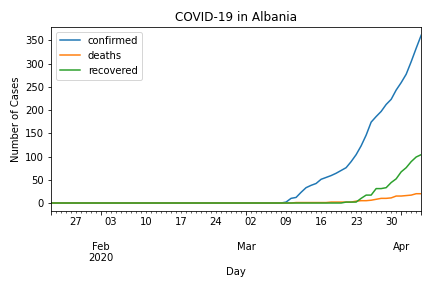 COVID-19 in Albania
confirmed
deaths
recovered
Number of Cases
350
300
250
200
150
100
50
0
27 03 10 17 24 02 09 16 23 30
Feb Mar Apr
2020
Day